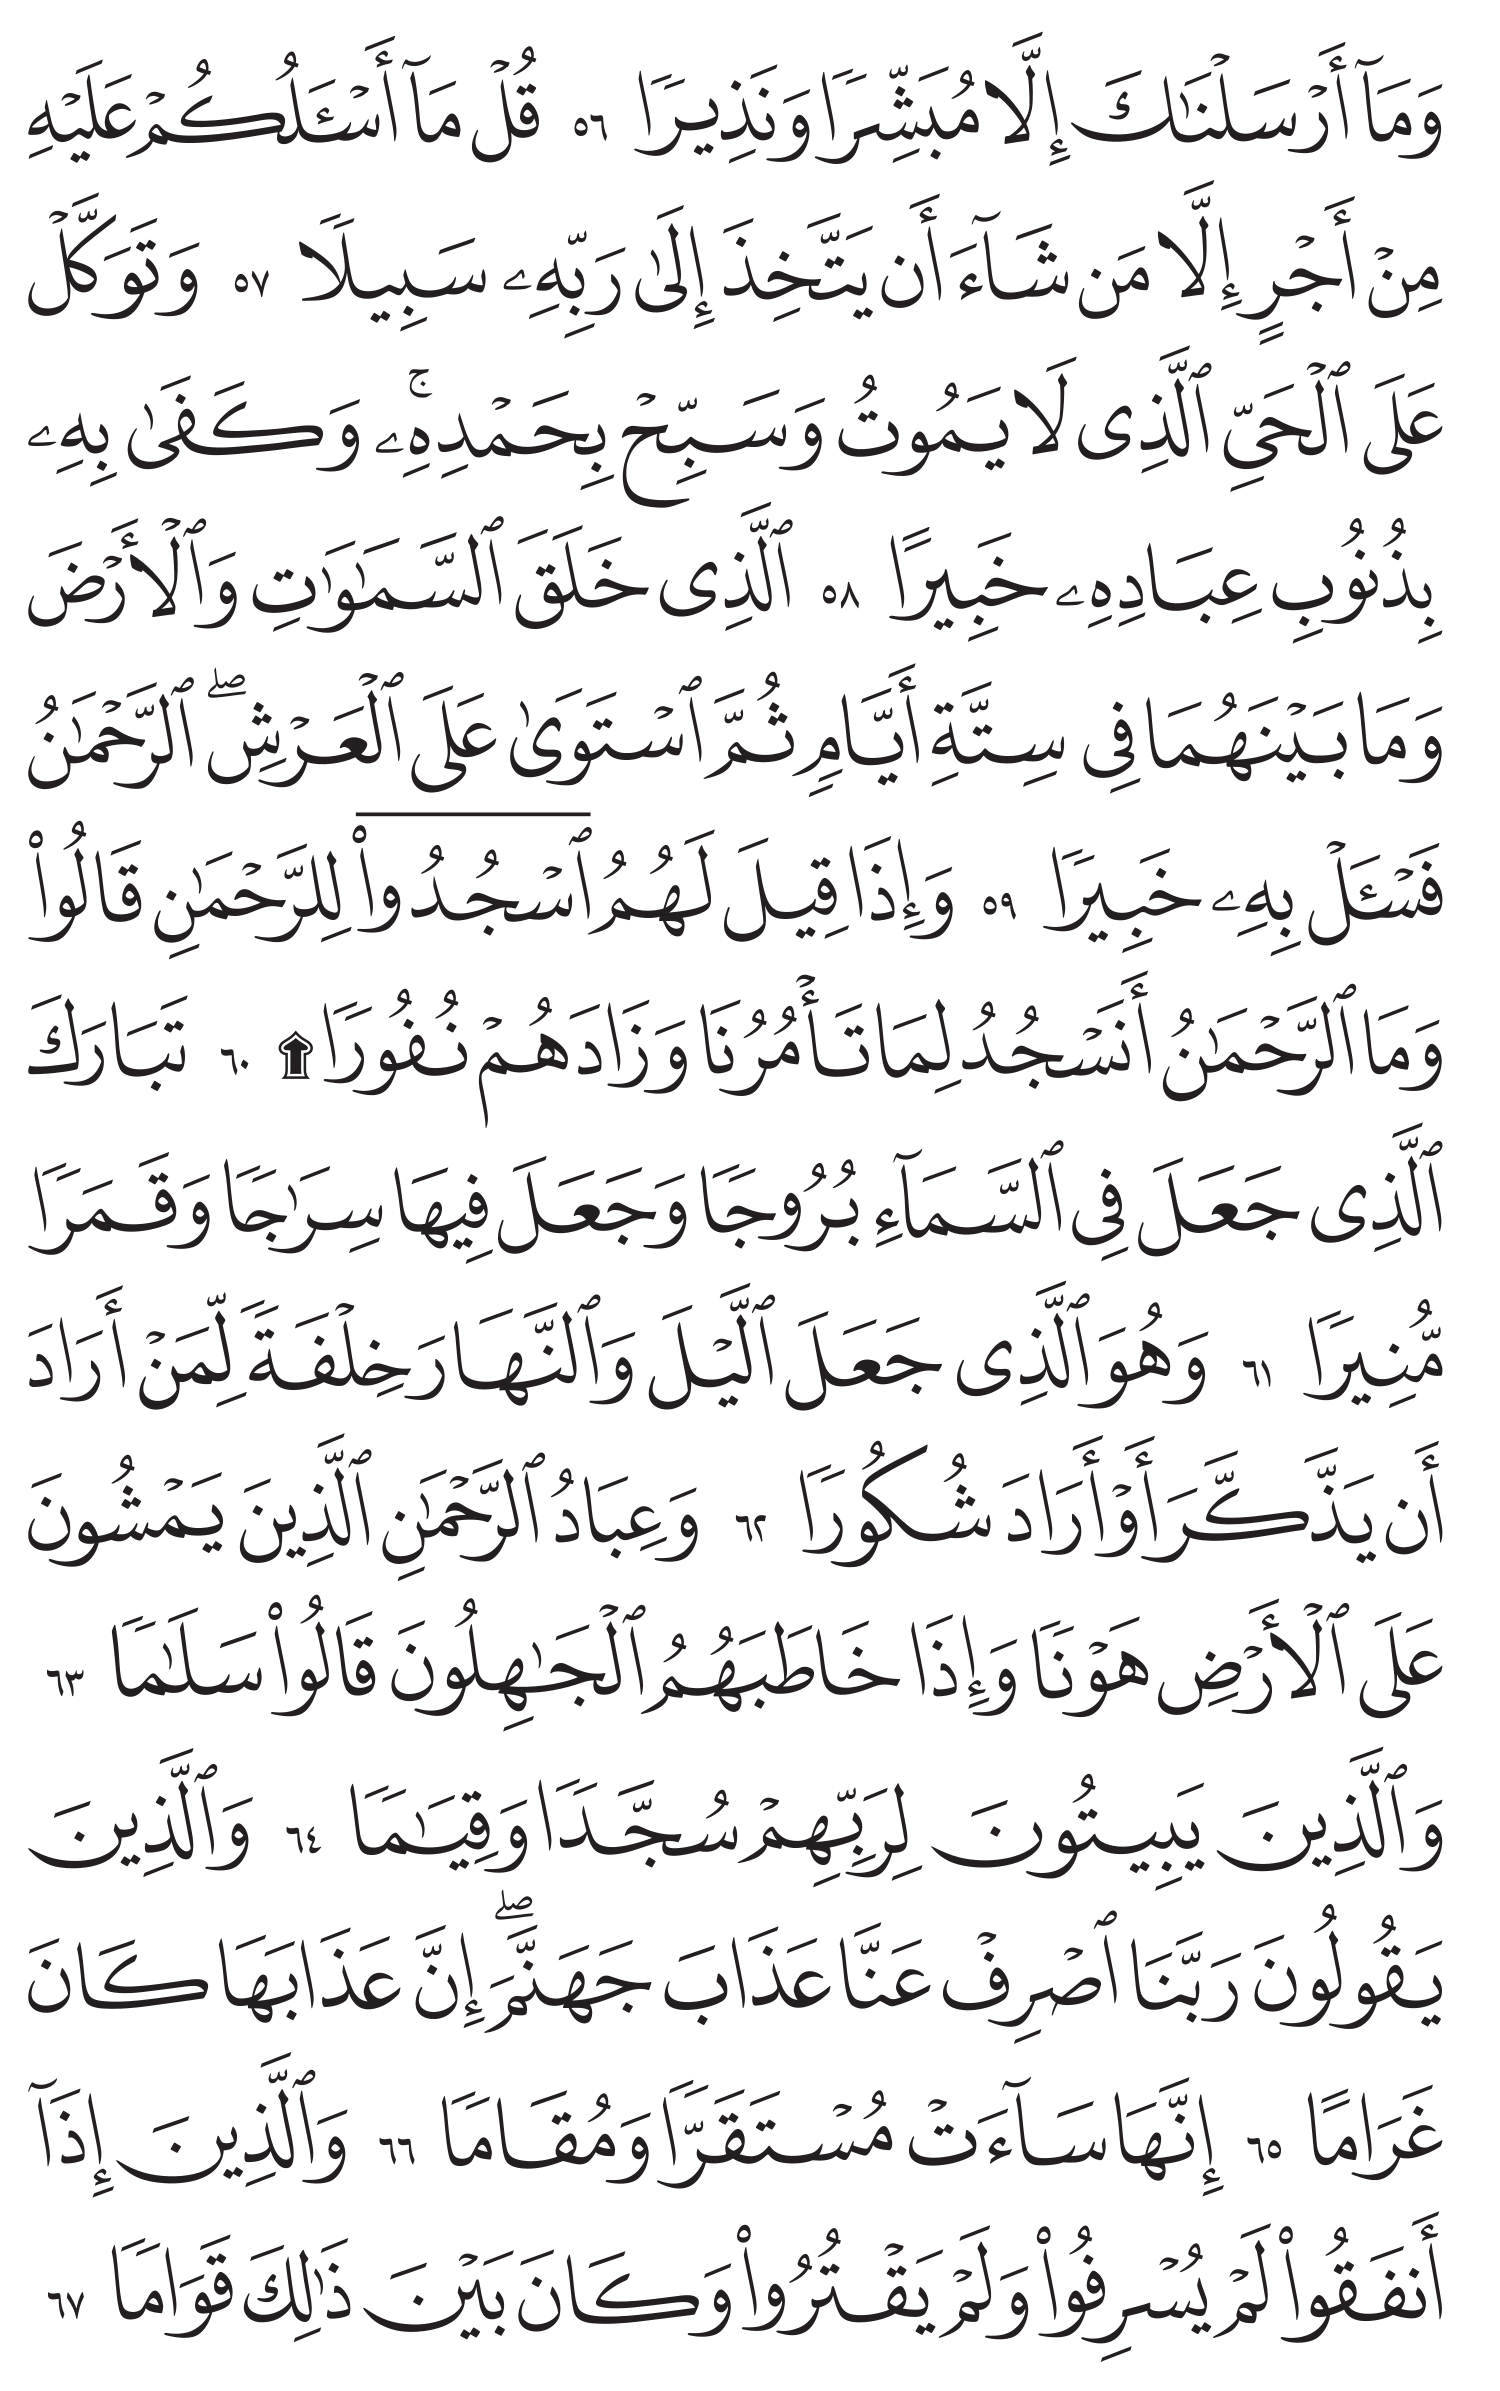 وَمَآ أَرْسَلْنَٰكَ إِلَّا مُبَشِّرًا وَنَذِيرًا ٥٦ قُلْ مَآ أَسْـَٔلُكُمْ عَلَيْهِ
مِنْ أَجْرٍ إِلَّا مَن شَآءَ أَن يَتَّخِذَ إِلَىٰ رَبِّهِۦ سَبِيلًا ٥٧ وَتَوَكَّلْ
عَلَى ٱلْحَىِّ ٱلَّذِى لَا يَمُوتُ وَسَبِّحْ بِحَمْدِهِۦ ۚ وَكَفَىٰ بِهِۦ
بِذُنُوبِ عِبَادِهِۦ خَبِيرًا ٥٨ ٱلَّذِى خَلَقَ ٱلسَّمَٰوَٰتِ وَٱلْأَرْضَ
وَمَا بَيْنَهُمَا فِى سِتَّةِ أَيَّامٍ ثُمَّ ٱسْتَوَىٰ عَلَى ٱلْعَرْشِ ۖ ٱلرَّحْمَٰنُ
فَسْـَٔلْ بِهِۦ خَبِيرًا ٥٩ وَإِذَا قِيلَ لَهُمُ ٱسْجُدُوا۟ لِلرَّحْمَٰنِ قَالُوا۟
وَمَا ٱلرَّحْمَٰنُ أَنَسْجُدُ لِمَا تَأْمُرُنَا وَزَادَهُمْ نُفُورًا ۩ ٦٠ تَبَارَكَ
ٱلَّذِى جَعَلَ فِى ٱلسَّمَآءِ بُرُوجًا وَجَعَلَ فِيهَا سِرَٰجًا وَقَمَرًا
مُّنِيرًا ٦١ وَهُوَ ٱلَّذِى جَعَلَ ٱلَّيْلَ وَٱلنَّهَارَ خِلْفَةً لِّمَنْ أَرَادَ
أَن يَذَّكَّرَ أَوْ أَرَادَ شُكُورًا ٦٢ وَعِبَادُ ٱلرَّحْمَٰنِ ٱلَّذِينَ يَمْشُونَ
عَلَى ٱلْأَرْضِ هَوْنًا وَإِذَا خَاطَبَهُمُ ٱلْجَٰهِلُونَ قَالُوا۟ سَلَٰمًا ٦٣
وَٱلَّذِينَ يَبِيتُونَ لِرَبِّهِمْ سُجَّدًا وَقِيَٰمًا ٦٤ وَٱلَّذِينَ
يَقُولُونَ رَبَّنَا ٱصْرِفْ عَنَّا عَذَابَ جَهَنَّمَ ۖ إِنَّ عَذَابَهَا كَانَ
غَرَامًا ٦٥ إِنَّهَا سَآءَتْ مُسْتَقَرًّا وَمُقَامًا ٦٦ وَٱلَّذِينَ إِذَآ
أَنفَقُوا۟ لَمْ يُسْرِفُوا۟ وَلَمْ يَقْتُرُوا۟ وَكَانَ بَيْنَ ذَٰلِكَ قَوَامًا ٦٧